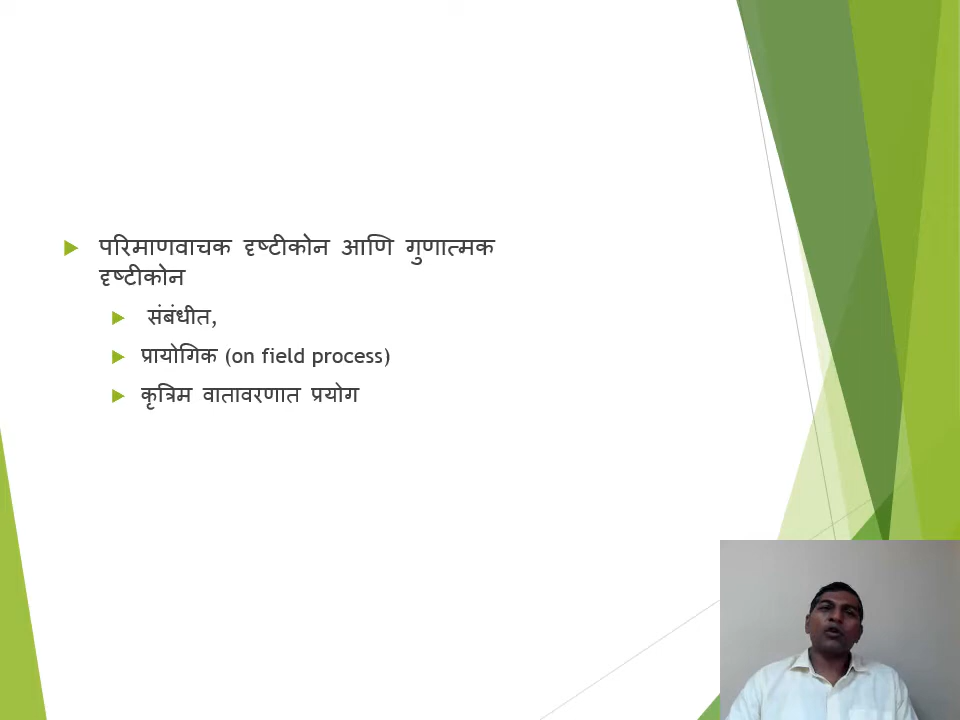 परिमाणवाचक दृष्टीकोन आणि गुणात्मक
दृष्टीकोन
संबंधीत,
प्रायोगिक (on field process)
कृत्रिम वातावरणात प्रयोग